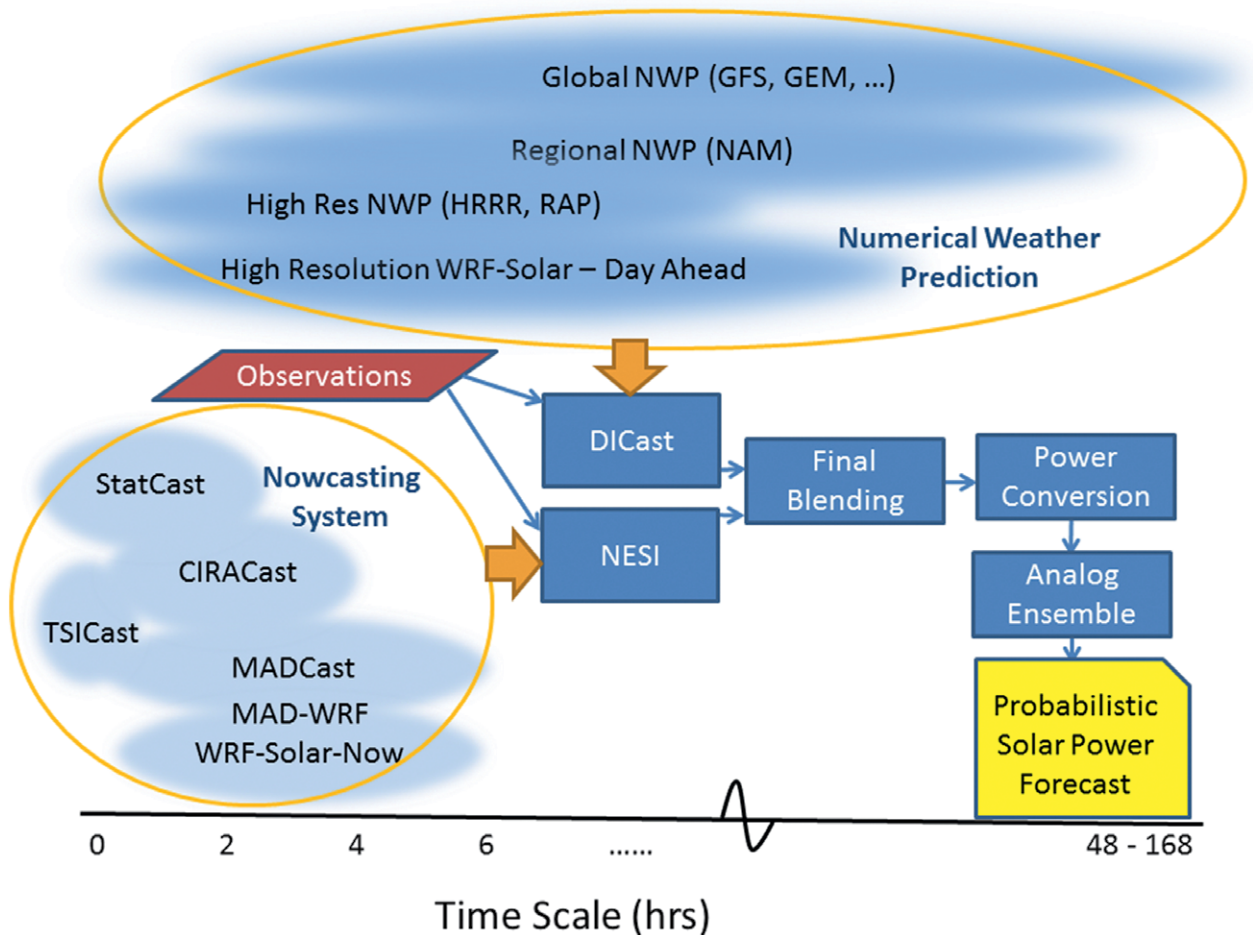 Global NWP (GFS, GEM, ...)
Regional NWP (NAM)
High Res NWP (HRRR, RAP)
High Resolution WRF-Solar – Day Ahead
Numerical Weather
Prediction
Observations
DICast
StatCast
Nowcasting
System
CIRACast
TSICast
MADCast
MAD-WRF
WRF-Solar-Now
NESI
Final
Blending
Power
Conversion
Analog
Ensemble
Probabilistic
Solar Power
Forecast
0 2 4 6 ...... 48 - 168
Time Scale (hrs)